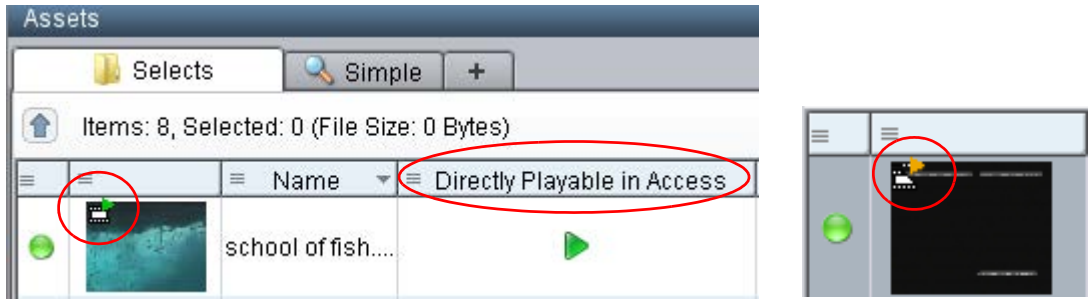 Assets
Selects Simple +
Items: 8, Selected: 0 (File Size: 0 Bytes)
Name Directly Playable in Access
school of fish....